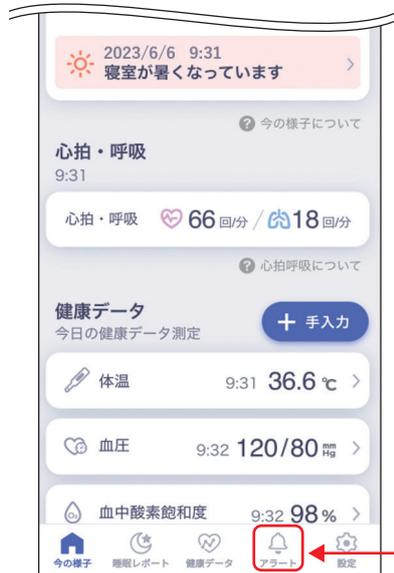 2023/6/6 9:31
寝室が暑くなっています
? 今の様子について
心拍・呼吸
9:31
心拍・呼吸 66 回/分 / 18 回/分
? 心拍呼吸について
健康データ
今日の健康データ測定
+ 手入力
体温 9:31 36.6 ℃
血圧 9:32 120/80 mmHg
O₂ 血中酸素飽和度 9:32 98 %
今の様子 睡眠レポート 健康データ アラート 設定